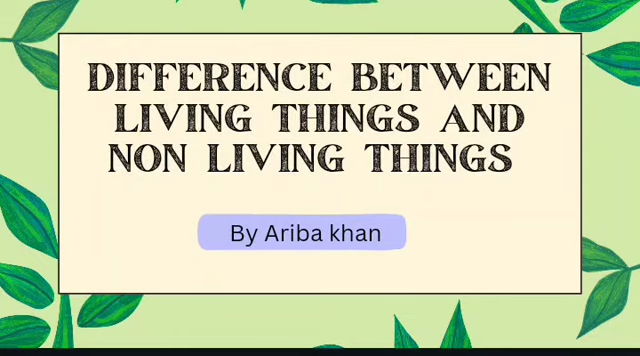 DIFFERENCE BETWEEN
LIVING THINGS AND
NON LIVING THINGS
By Ariba khan